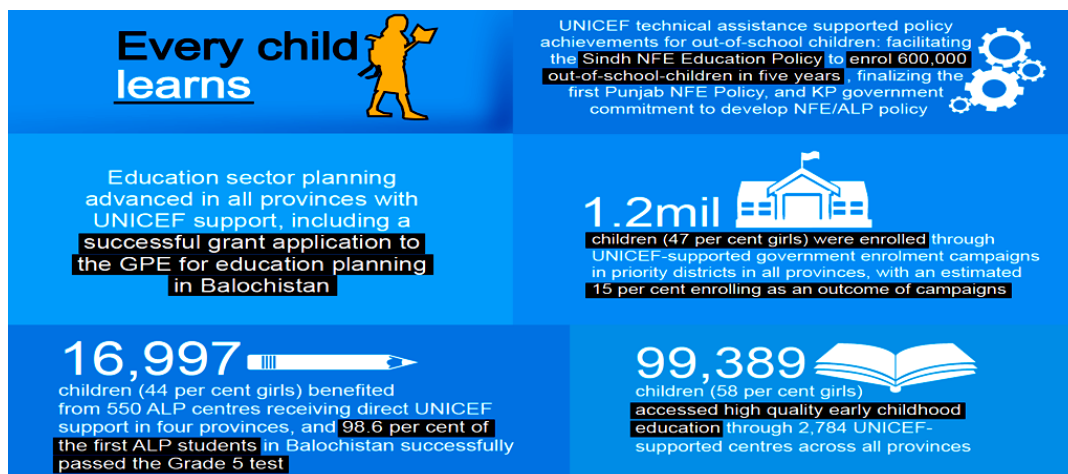 Every child
learns
UNICEF technical assistance supported policy
achievements for out-of-school children: facilitating
the Sindh NFE Education Policy to enrol 600,000
out-of-school-children in five years , finalizing the
first Punjab NFE Policy, and KP government
commitment to develop NFE/ALP policy
Education sector planning
advanced in all provinces with
UNICEF support, including a
successful grant application to
the GPE for education planning
in Balochistan
1.2mil
children (47 per cent girls) were enrolled through
UNICEF-supported government enrolment campaigns
in priority districts in all provinces, with an estimated
15 per cent enrolling as an outcome of campaigns
16,997
children (44 per cent girls) benefited
from 550 ALP centres receiving direct UNICEF
support in four provinces, and 98.6 per cent of
the first ALP students in Balochistan successfully
passed the Grade 5 test
99,389
children (58 per cent girls)
accessed high quality early childhood
education through 2,784 UNICEF-
supported centres across all provinces